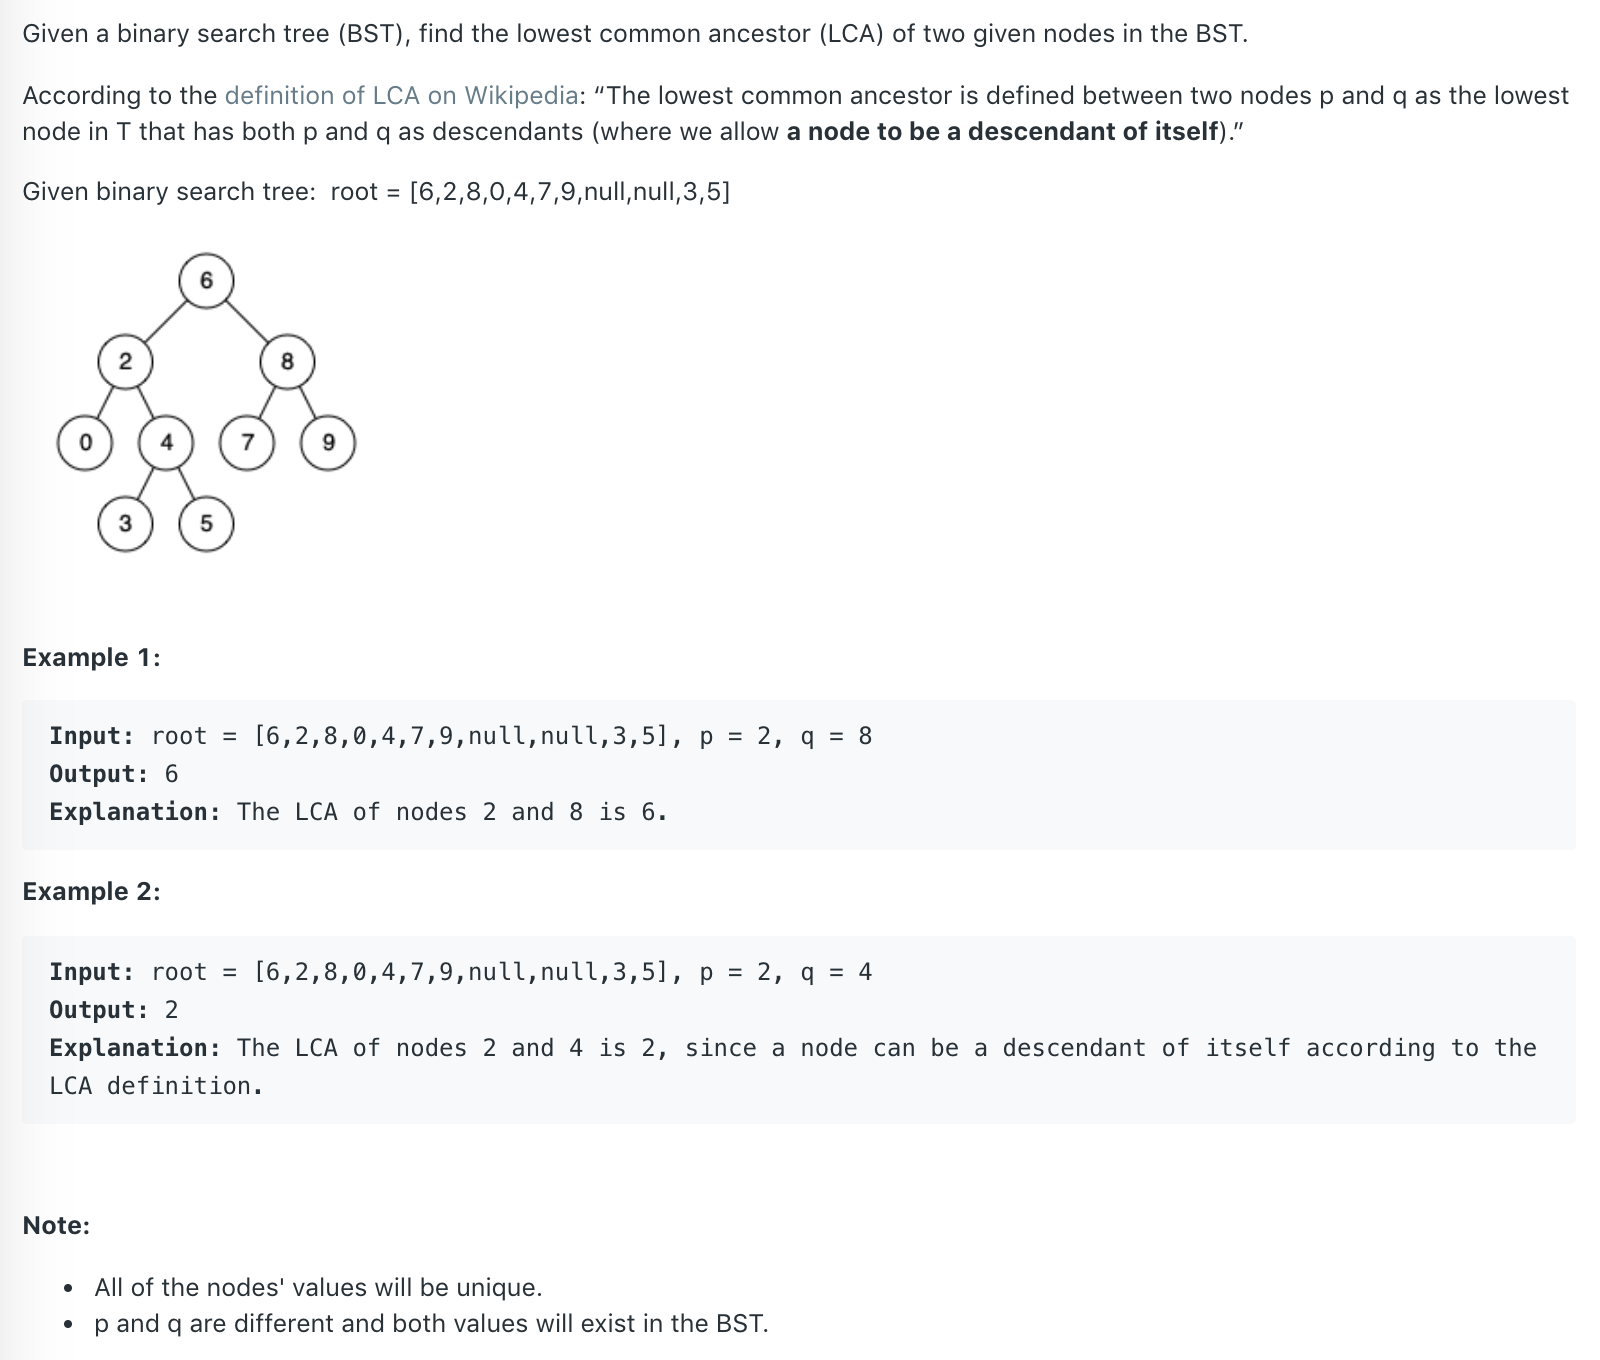 Given a binary search tree (BST), find the lowest common ancestor (LCA) of two given nodes in the BST.
According to the definition of LCA on Wikipedia: “The lowest common ancestor is defined between two nodes p and q as the lowest
node in T that has both p and q as descendants (where we allow a node to be a descendant of itself).”
Given binary search tree:  root = [6,2,8,0,4,7,9,null,null,3,5]
6
2 8
0 4 7 9
3 5
Example 1:
Input: root = [6,2,8,0,4,7,9,null,null,3,5], p = 2, q = 8
Output: 6
Explanation: The LCA of nodes 2 and 8 is 6.
Example 2:
Input: root = [6,2,8,0,4,7,9,null,null,3,5], p = 2, q = 4
Output: 2
Explanation: The LCA of nodes 2 and 4 is 2, since a node can be a descendant of itself according to the
LCA definition.
Note:
• All of the nodes' values will be unique.
• p and q are different and both values will exist in the BST.